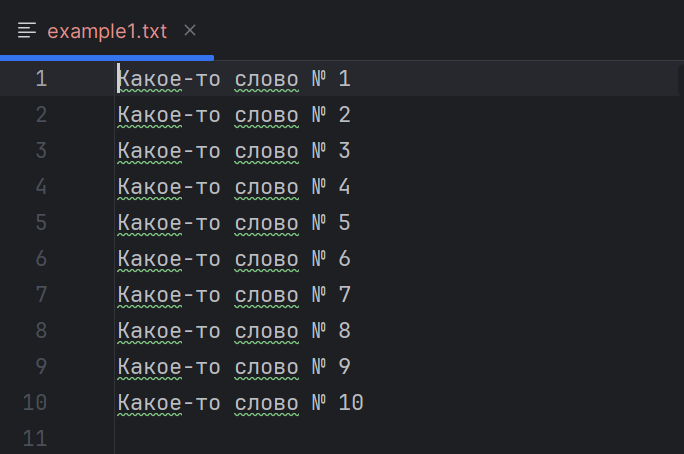 example1.txt
1 Какое-то слово № 1
2 Какое-то слово № 2
3 Какое-то слово № 3
4 Какое-то слово № 4
5 Какое-то слово № 5
6 Какое-то слово № 6
7 Какое-то слово № 7
8 Какое-то слово № 8
9 Какое-то слово № 9
10 Какое-то слово № 10
11